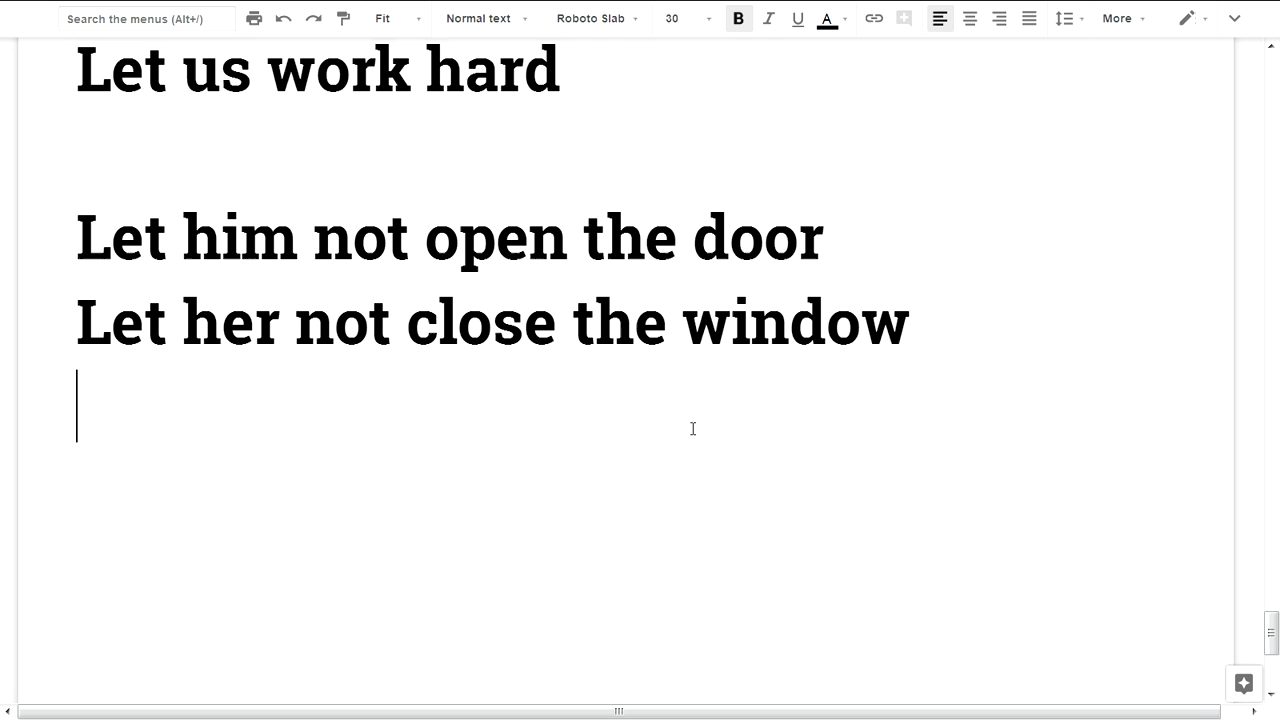 Search the menus (Alt+/) Fit Normal text Roboto Slab 30 B I U A More
Let us work hard
Let him not open the door
Let her not close the window